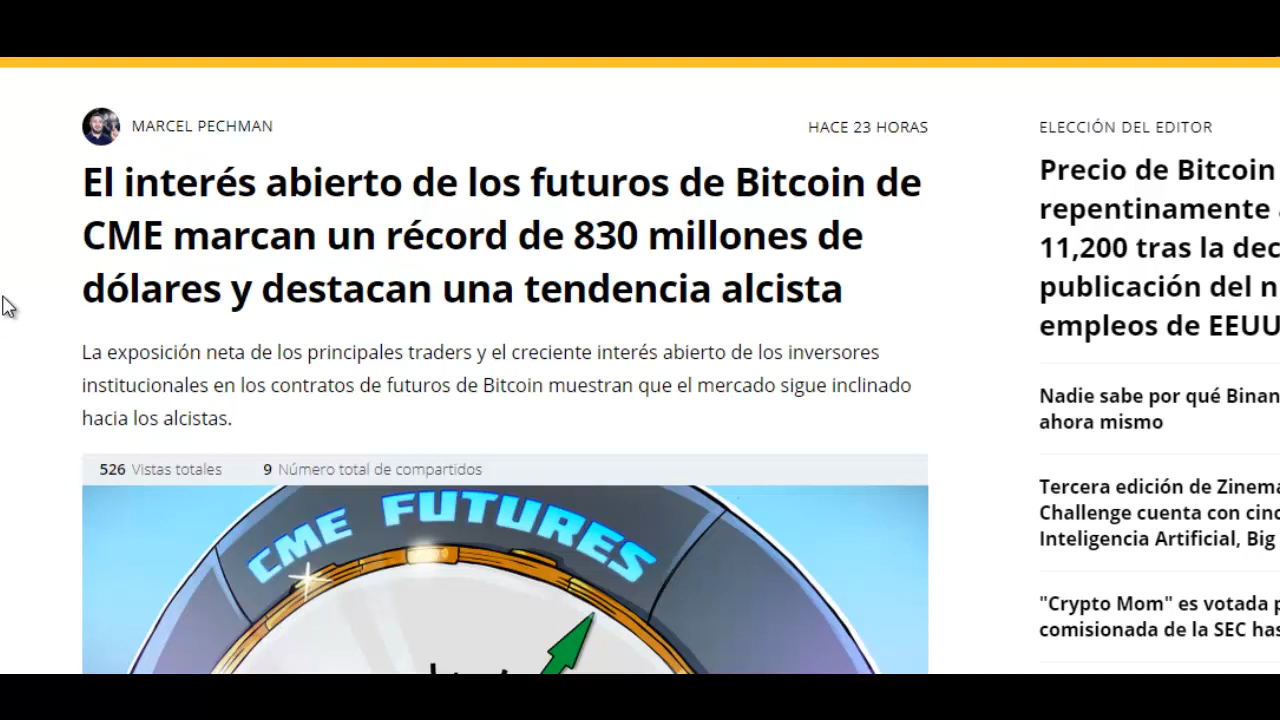 MARCEL PECHMAN
HACE 23 HORAS
El interés abierto de los futuros de Bitcoin de
CME marcan un récord de 830 millones de
dólares y destacan una tendencia alcista
La exposición neta de los principales traders y el creciente interés abierto de los inversores
institucionales en los contratos de futuros de Bitcoin muestran que el mercado sigue inclinado
hacia los alcistas.
526 Vistas totales
9 Número total de compartidos
CME FUTURES
ELECCIÓN DEL EDITOR
Precio de Bitcoin
repentinamente
11,200 tras la
publicación del
empleos de EEUU
Nadie sabe por qué
ahora mismo
Tercera edición de
Challenge cuenta con
Inteligencia Artificial, Big
"Crypto Mom" es votada
comisionada de la SEC